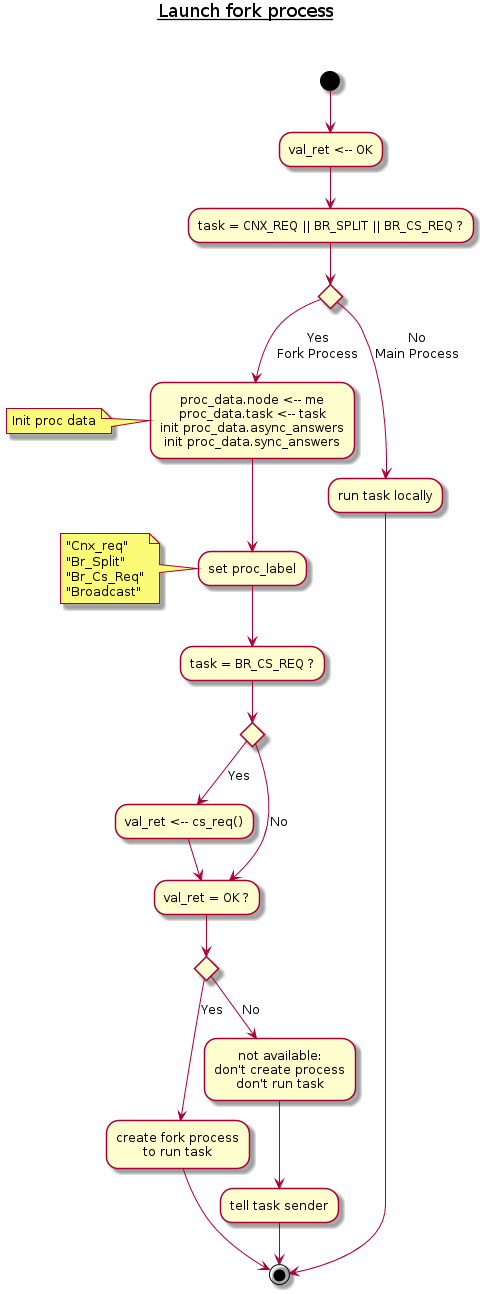 Launch fork process
val_ret <-- OK
task = CNX_REQ || BR_SPLIT || BR_CS_REQ ?
Yes
Fork Process
No
Main Process
proc_data.node <-- me
proc_data.task <-- task
init proc_data.async_answers
init proc_data.sync_answers
Init proc data
run task locally
"Cnx_req"
"Br_Split"
"Br_Cs_Req"
"Broadcast"
set proc_label
task = BR_CS_REQ ?
Yes
No
val_ret <-- cs_req()
val_ret = OK ?
Yes
No
not available:
don't create process
don't run task
create fork process
to run task
tell task sender